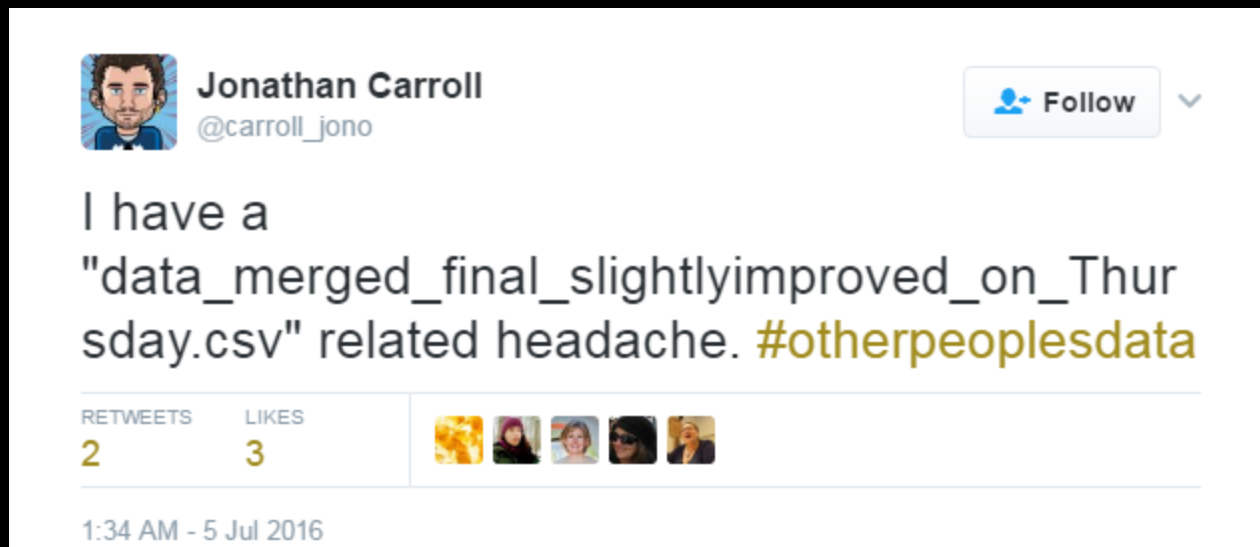 Jonathan Carroll
@carroll_jono
Follow
I have a
"data_merged_final_slightlyimproved_on_Thur
sday.csv" related headache. #otherpeoplesdata
RETWEETS LIKES
2 3
1:34 AM - 5 Jul 2016